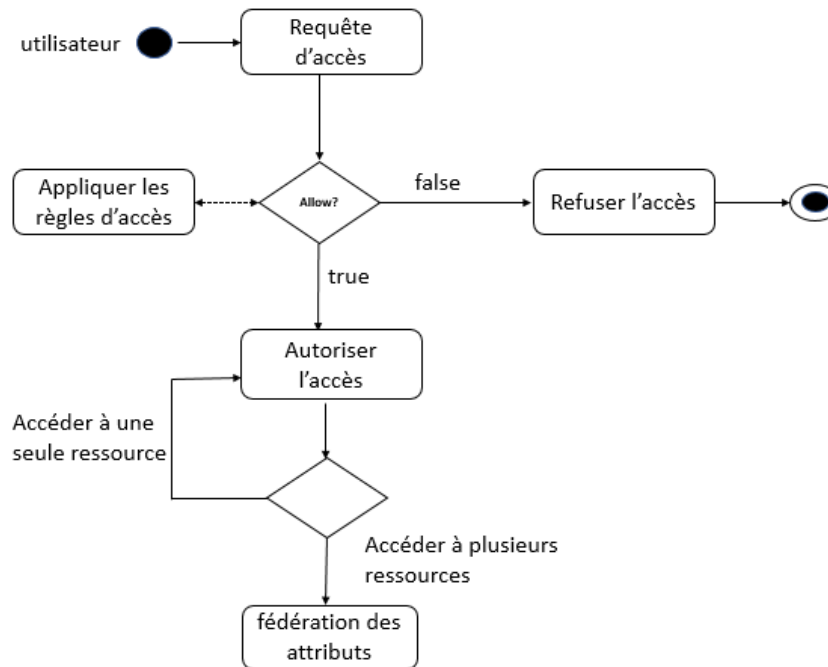 utilisateur
Requête
d'accès
Appliquer les
règles d'accès
Allow?
false
Refuser l'accès
true
Autoriser
l'accès
Accéder à une
seule ressource
Accéder à plusieurs
ressources
fédération des
attributs